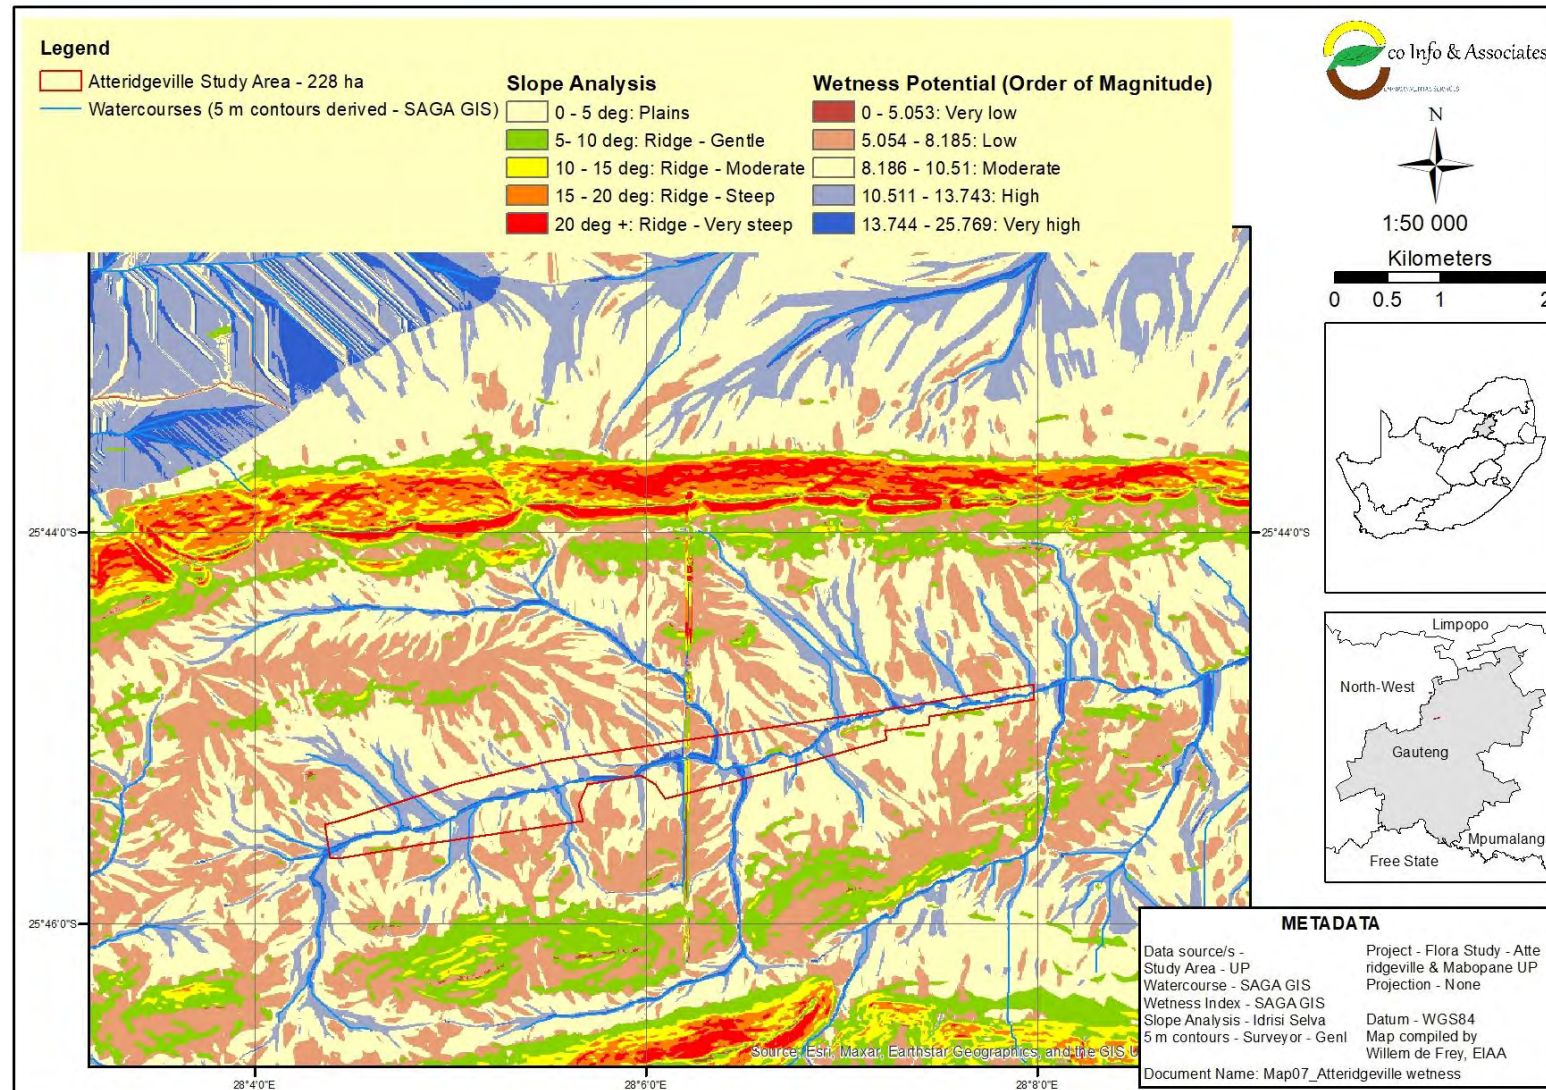 Legend
Atteridgeville Study Area - 228 ha
Watercourses (5 m contours derived - SAGA GIS)
Slope Analysis
0 - 5 deg: Plains
5- 10 deg: Ridge - Gentle
10 - 15 deg: Ridge - Moderate
15 - 20 deg: Ridge - Steep
20 deg +: Ridge - Very steep
Wetness Potential (Order of Magnitude)
0 - 5.053: Very low
5.054 - 8.185: Low
8.186 - 10.51: Moderate
10.511 - 13.743: High
13.744 - 25.769: Very high
co Info & Associates
N
1:50 000
Kilometers
0 0.5 1 2
25°44'0"S
25°44'0"S
25°46'0"S
28°4'0"E
28°6'0"E
28°8'0"E
Source: Esri, Maxar, Earthstar Geographics, and the GIS U
Limpopo
North-West
Gauteng
Mpumalang
Free State
METADATA
Data source/s -
Study Area - UP
Watercourse - SAGA GIS
Wetness Index - SAGA GIS
Slope Analysis - Idrisi Selva
5 m contours - Surveyor - Genl
Project - Flora Study - Atte
ridgeville & Mabopane UP
Projection - None
Datum - WGS84
Map compiled by
Willem de Frey, EIAA
Document Name: Map07_Atteridgeville wetness